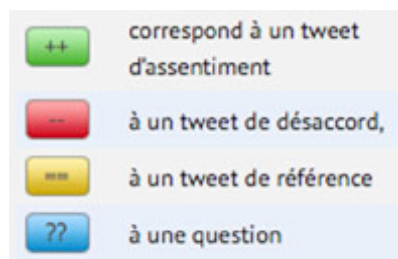 ++ correspond à un tweet
d'assentiment
-- à un tweet de désaccord,
== à un tweet de référence
?? à une question